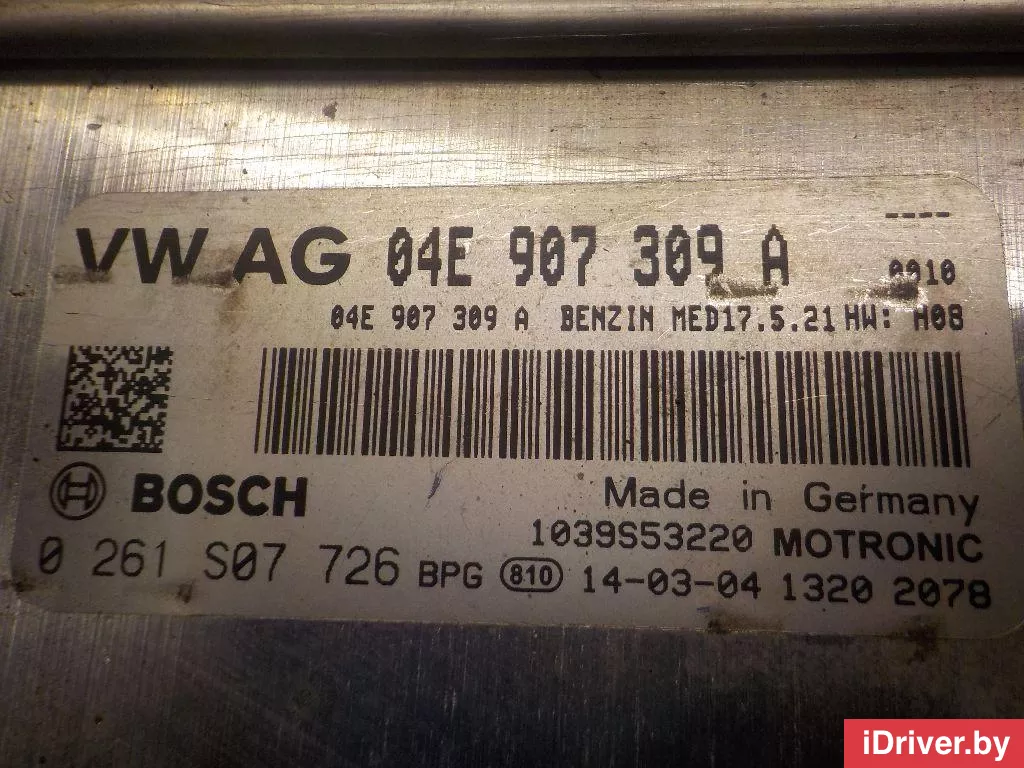 ----
VW AG 04E 907 309 A 0010
04E 907 309 A BENZIN MED17.5.21 HW: H08
BOSCH Made in Germany
1039S53220 MOTRONIC
0 261 S07 726 BPG 810 14-03-04 1320 2078
iDriver.by